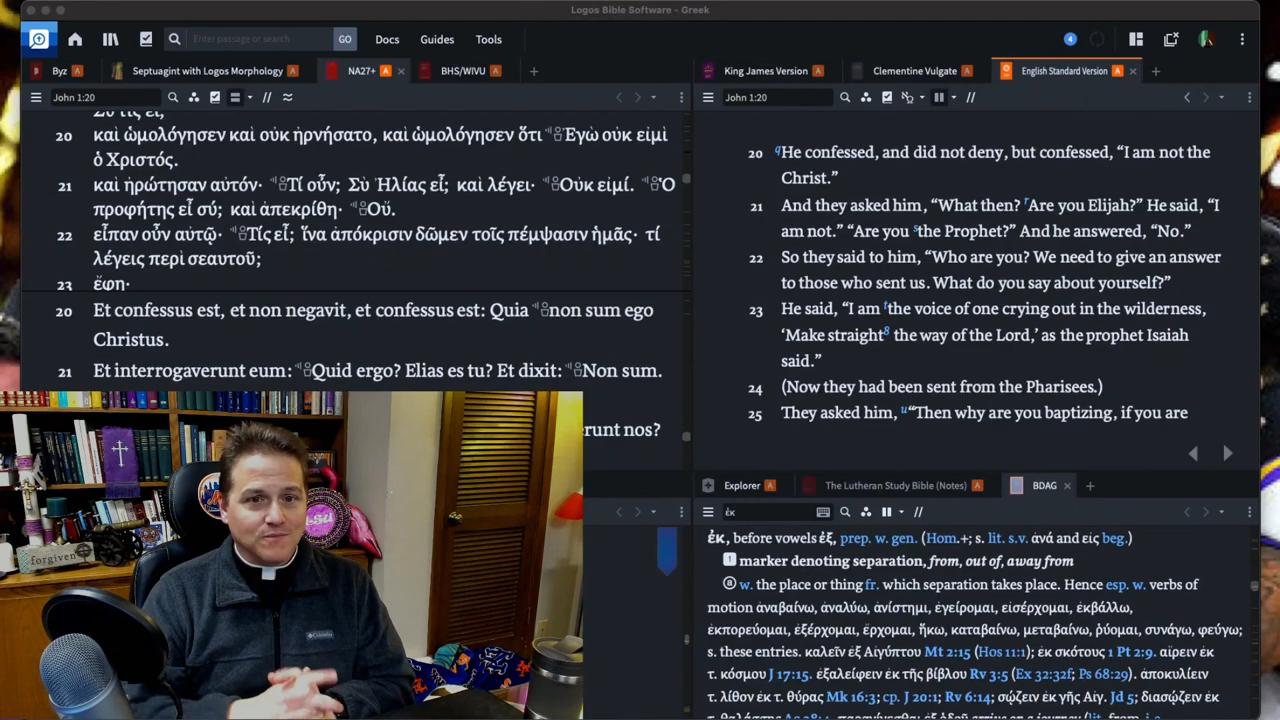 Logos Bible Software - Greek
Enter passage or search GO Docs Guides Tools 4
Byz A Septuagint with Logos Morphology A NA27+ A BHS/WIVU A
John 1:20
Σὺ τίς εἶ;
20 καὶ ὡμολόγησεν καὶ οὐκ ἠρνήσατο, καὶ ὡμολόγησεν ὅτι Ἐγὼ οὐκ εἰμὶ
ὁ Χριστός.
21 καὶ ἠρώτησαν αὐτόν· Τί οὖν; Σὺ Ἠλίας εἶ; καὶ λέγει· Οὐκ εἰμί. Ὁ
προφήτης εἶ σύ; καὶ ἀπεκρίθη· Οὔ.
22 εἶπαν οὖν αὐτῷ· Τίς εἶ; ἵνα ἀπόκρισιν δῶμεν τοῖς πέμψασιν ἡμᾶς· τί
λέγεις περὶ σεαυτοῦ;
23 ἔφη·
20 Et confessus est, et non negavit, et confessus est: Quia non sum ego
Christus.
21 Et interrogaverunt eum: Quid ergo? Elias es tu? Et dixit: Non sum.
erunt nos?
forgiven
Columbia
King James Version A Clementine Vulgate A English Standard Version A
John 1:20
20 qHe confessed, and did not deny, but confessed, “I am not the
Christ.”
21 And they asked him, “What then? rAre you Elijah?” He said, “I
am not.” “Are you sthe Prophet?” And he answered, “No.”
22 So they said to him, “Who are you? We need to give an answer
to those who sent us. What do you say about yourself?”
23 He said, “I am tthe voice of one crying out in the wilderness,
‘Make straight8 the way of the Lord,’ as the prophet Isaiah
said.”
24 (Now they had been sent from the Pharisees.)
25 They asked him, u“Then why are you baptizing, if you are
Explorer A The Lutheran Study Bible (Notes) A BDAG
ἐκ
ἐκ, before vowels ἐξ, prep. w. gen. (Hom.+; s. lit. s.v. ἀνά and εἰς beg.)
1 marker denoting separation, from, out of, away from
a w. the place or thing fr. which separation takes place. Hence esp. w. verbs of
motion ἀναβαίνω, ἀναλύω, ἀνίστημι, ἐγείρομαι, εἰσέρχομαι, ἐκβάλλω,
ἐκπορεύομαι, ἐξέρχομαι, ἔρχομαι, ἥκω, καταβαίνω, μεταβαίνω, ῥύομαι, συνάγω, φεύγω;
s. these entries. καλεῖν ἐξ Αἰγύπτου Mt 2:15 (Hos 11:1); ἐκ σκότους 1 Pt 2:9. αἴρειν ἐκ
τ. κόσμου J 17:15. ἐξαλείφειν ἐκ τῆς βίβλου Rv 3:5 (Ex 32:32f; Ps 68:29). ἀποκυλίειν
τ. λίθον ἐκ τ. θύρας Mk 16:3; cp. J 20:1; Rv 6:14; σῴζειν ἐκ γῆς Αἰγ. Jd 5; διασῴζειν ἐκ